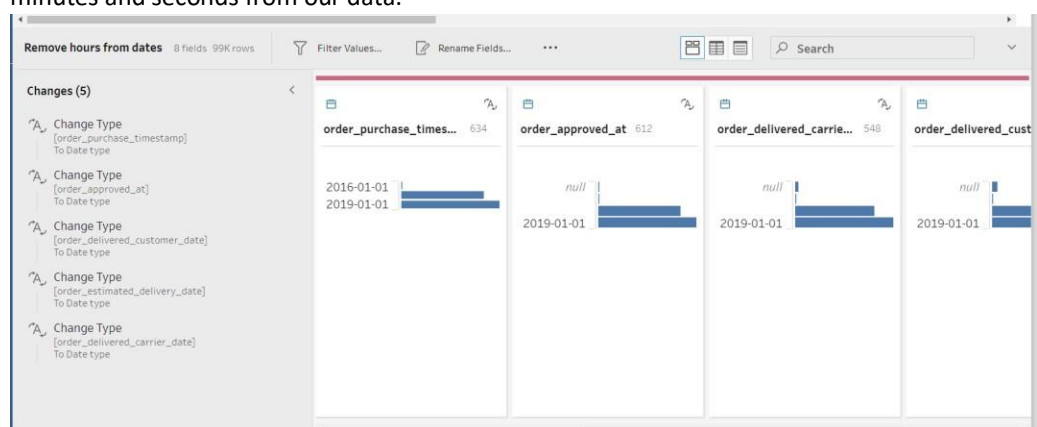 minutes and seconds from our data.
Remove hours from dates 8 fields 99K rows Filter Values... Rename Fields... ... Search
Changes (5)
Change Type
[order_purchase_timestamp]
To Date type
Change Type
[order_approved_at]
To Date type
Change Type
[order_delivered_customer_date]
To Date type
Change Type
[order_estimated_delivery_date]
To Date type
Change Type
[order_delivered_carrier_date]
To Date type
order_purchase_times... 634
2016-01-01
2019-01-01
order_approved_at 612
null
2019-01-01
order_delivered_carrie... 548
null
2019-01-01
order_delivered_cust
null
2019-01-01